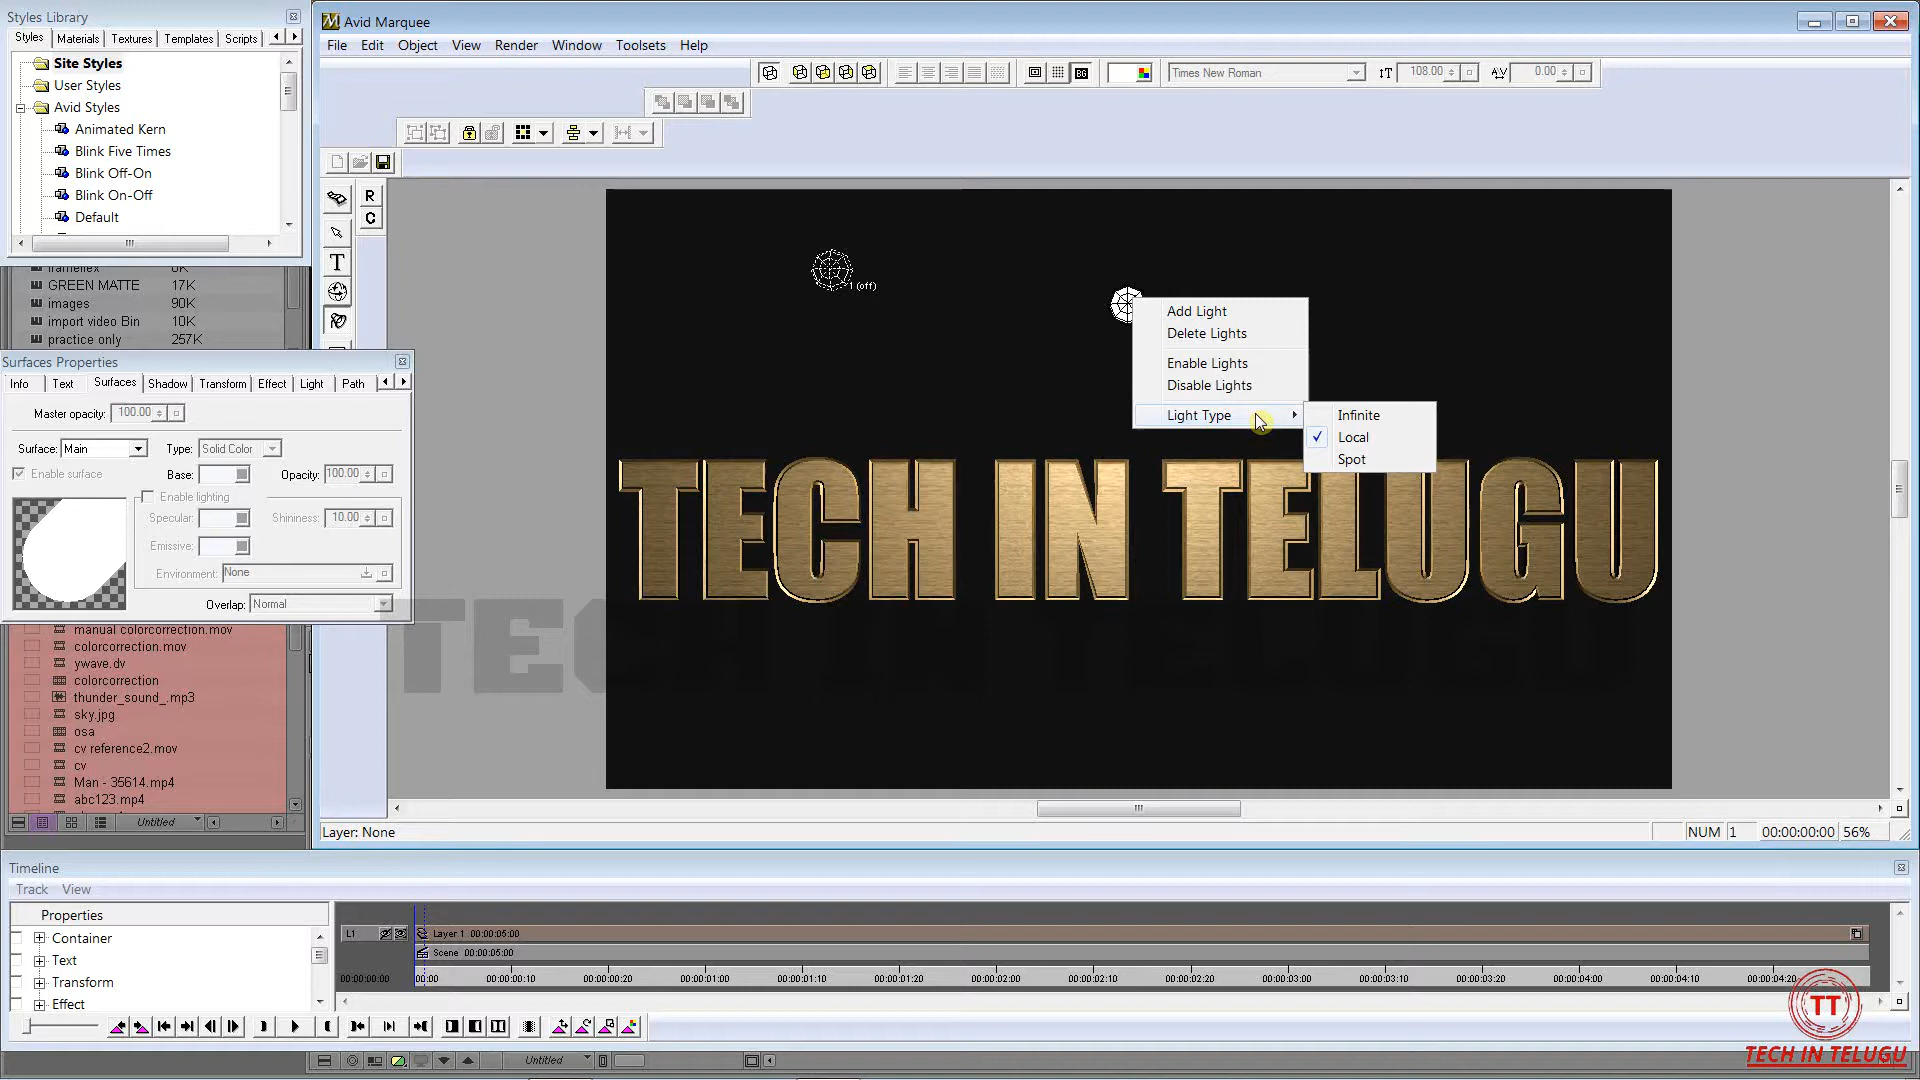 Styles Library
Styles Materials Textures Templates Scripts
Site Styles
User Styles
Avid Styles
Animated Kern
Blink Five Times
Blink Off-On
Blink On-Off
Default
frameflex 0K
GREEN MATTE 17K
images 90K
import video Bin 10K
practice only 257K
Surfaces Properties
Info Text Surfaces Shadow Transform Effect Light Path
Master opacity: 100.00
Surface: Main Type: Solid Color
Enable surface Base: Opacity: 100.00
Enable lighting
Specular: Shininess: 10.00
Emissive:
Environment: None
Overlap: Normal
manual colorcorrection.mov
colorcorrection.mov
ywave.dv
colorcorrection
thunder_sound_.mp3
sky.jpg
osa
cv reference2.mov
cv
Man - 35614.mp4
abc123.mp4
Untitled
Avid Marquee
File Edit Object View Render Window Toolsets Help
BG Times New Roman 108.00 0.00
R
C
T
1 (off)
Add Light
Delete Lights
Enable Lights
Disable Lights
Light Type
Infinite
Local
Spot
TECH IN TELUGU
TECH IN TELUGU
Layer: None NUM 1 00:00:00:00 56%
Timeline
Track View
Properties
Container
Text
Transform
Effect
L1 Layer 1 00:00:05:00
Scene 00:00:05:00
00:00:00:00 00:00 00:00:00:10 00:00:00:20 00:00:01:00 00:00:01:10 00:00:01:20 00:00:02:00 00:00:02:10 00:00:02:20 00:00:03:00 00:00:03:10 00:00:03:20 00:00:04:00 00:00:04:10 00:00:04:20
Untitled
TT
TECH IN TELUGU